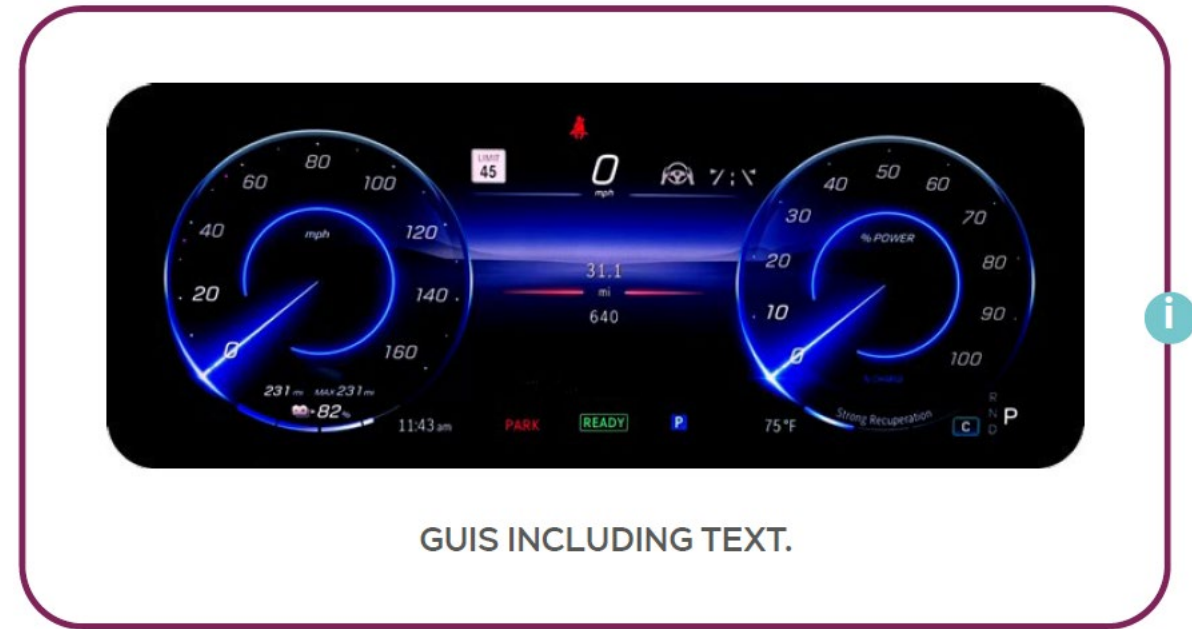 LIMIT
45
0
mph
80
60 100
40 mph 120
20 140
0 160
231 mi MAX 231 mi
82%
31.1
mi
640
50
40 60
30 70
% POWER
20 80
10 90
0 100
% CHARGE
Strong Recuperation
R
N
D
P
C
11:43 am PARK READY P 75 °F
i
GUIS INCLUDING TEXT.